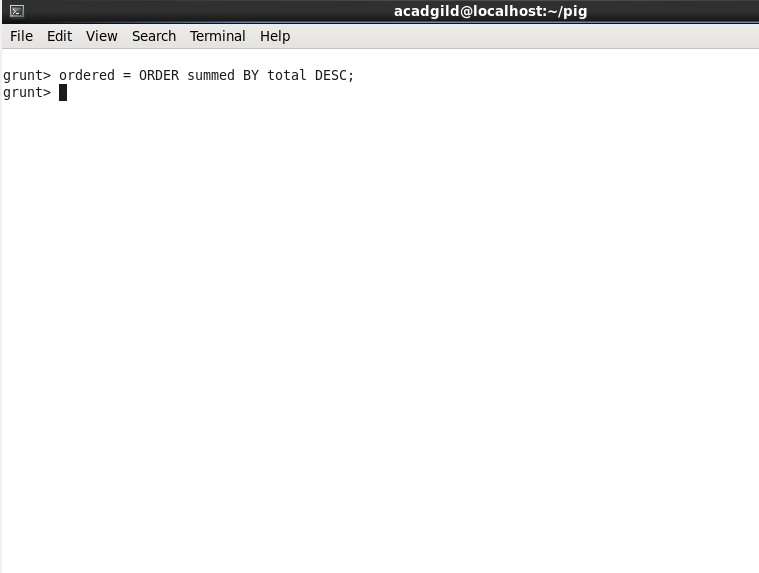 acadgild@localhost:~/pig
File Edit View Search Terminal Help
grunt> ordered = ORDER summed BY total DESC;
grunt>